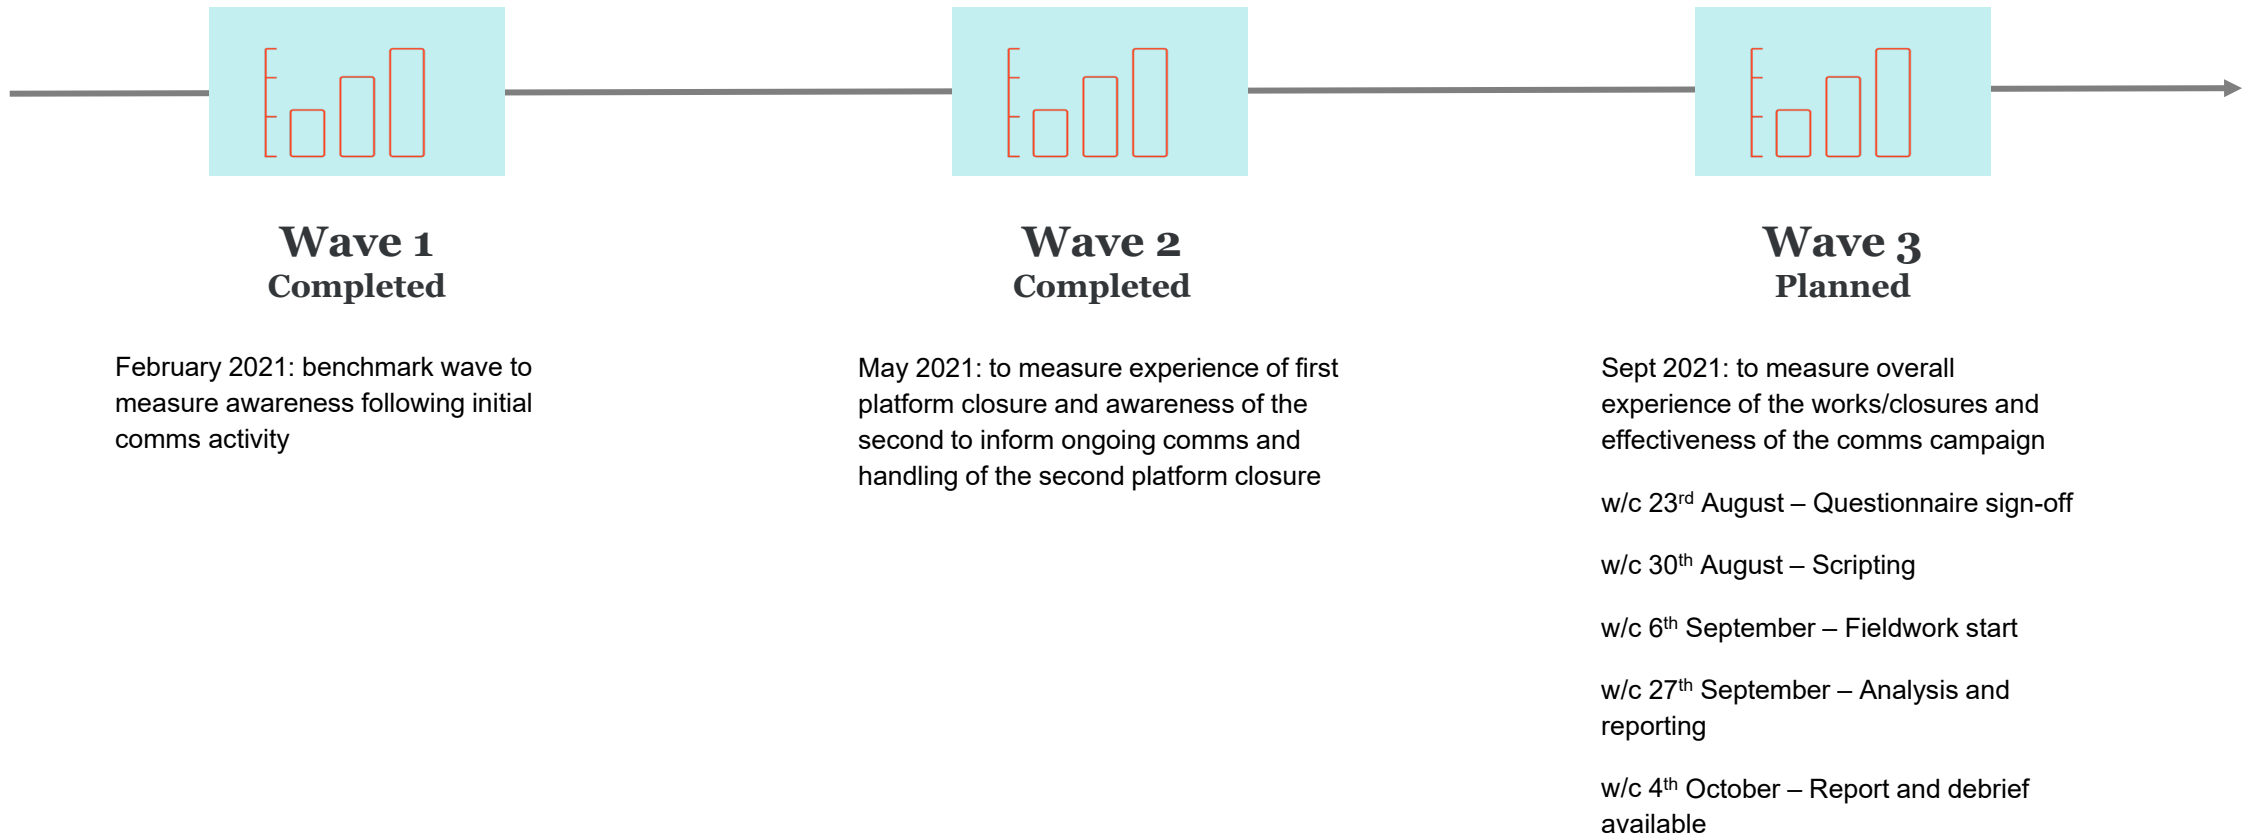 Wave 1
Completed
February 2021: benchmark wave to
measure awareness following initial
comms activity
Wave 2
Completed
May 2021: to measure experience of first
platform closure and awareness of the
second to inform ongoing comms and
handling of the second platform closure
Wave 3
Planned
Sept 2021: to measure overall
experience of the works/closures and
effectiveness of the comms campaign
w/c 23rd August – Questionnaire sign-off
w/c 30th August – Scripting
w/c 6th September – Fieldwork start
w/c 27th September – Analysis and
reporting
w/c 4th October – Report and debrief
available